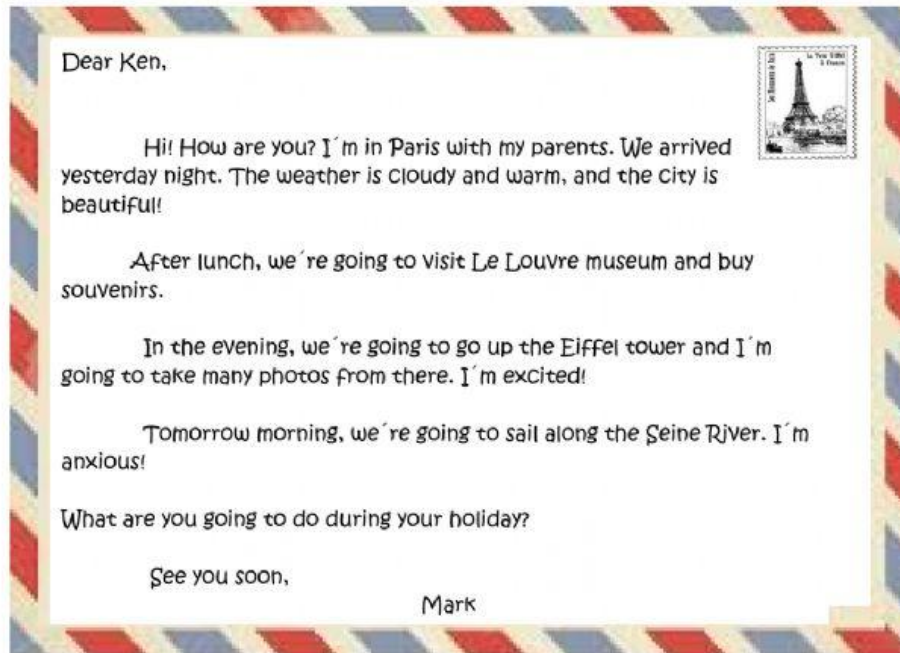 Dear Ken,
Hi! How are you? I´m in Paris with my parents. We arrived
yesterday night. The weather is cloudy and warm, and the city is
beautiful!
After lunch, we´re going to visit Le Louvre museum and buy
souvenirs.
In the evening, we´re going to go up the Eiffel tower and I´m
going to take many photos from there. I´m excited!
Tomorrow morning, we´re going to sail along the Seine River. I´m
anxious!
What are you going to do during your holiday?
See you soon,
Mark